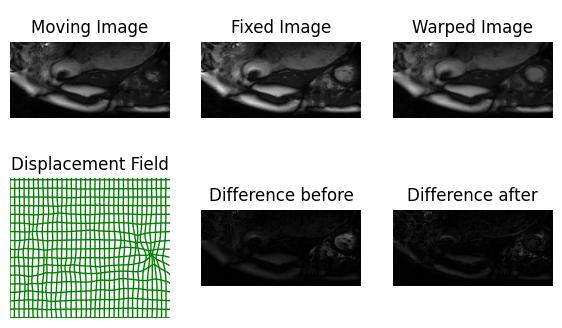 Moving Image
Fixed Image
Warped Image
Displacement Field
Difference before
Difference after